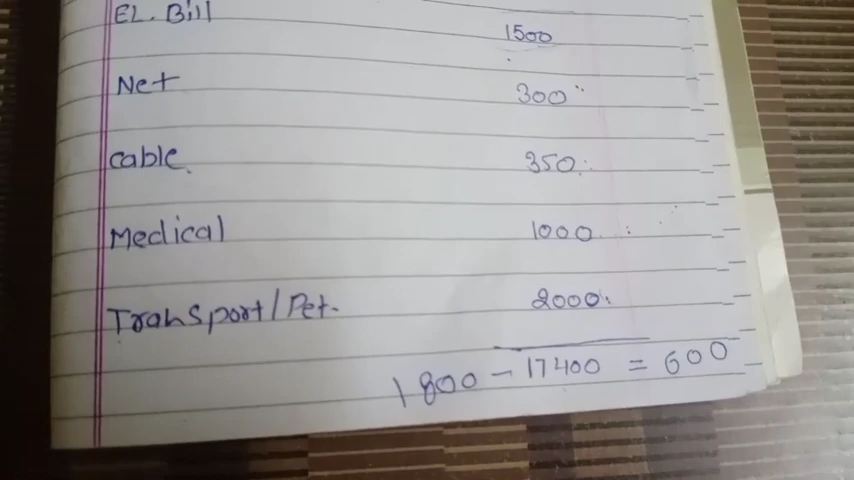 EL. Bill 1500
Net 300
cable. 350
Medical 1000
Transport/Pet. 2000
1800 - 17400 = 600